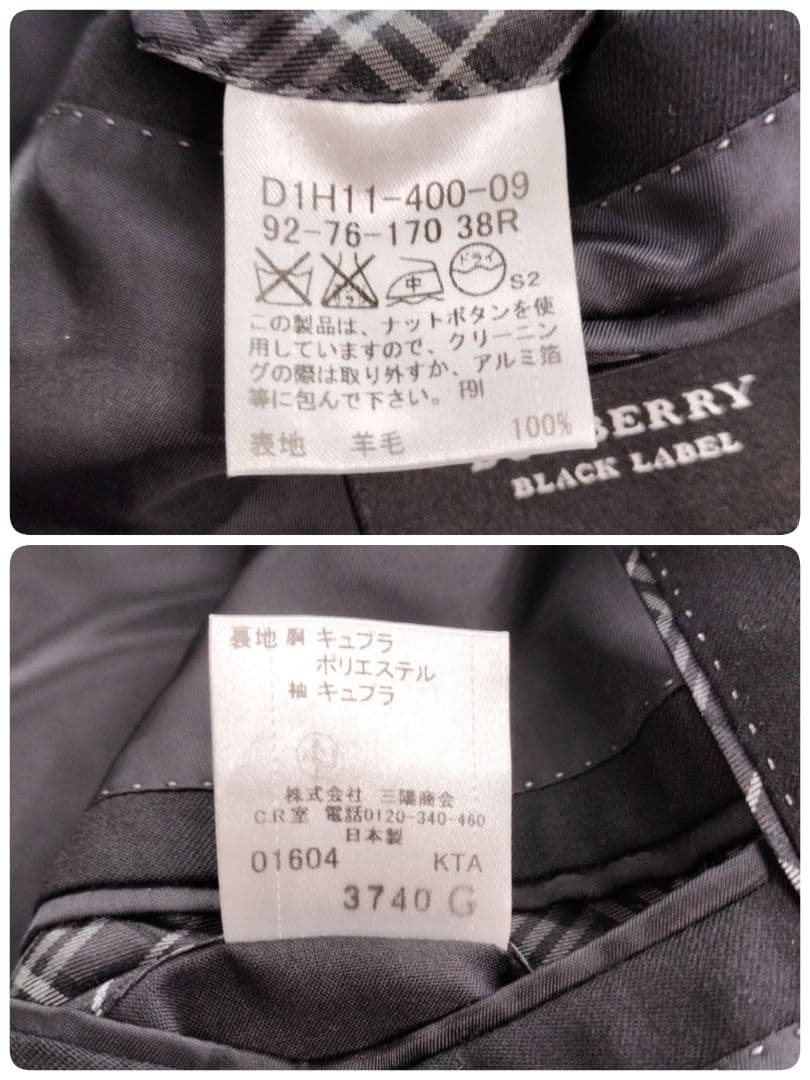 D1H11-400-09
92-76-170 38R
中
ドライ
S2
この製品は、ナットボタンを使
用していますので、クリーニン
グの際は取り外すか、アルミ箔
等に包んで下さい。F91
表地 羊毛 100%
BERRY
BLACK LABEL
裏地 胴 キュプラ
ポリエステル
袖 キュプラ
株式会社 三陽商会
C.R.室 電話0120-340-460
日本製
01604 KTA
3740 G